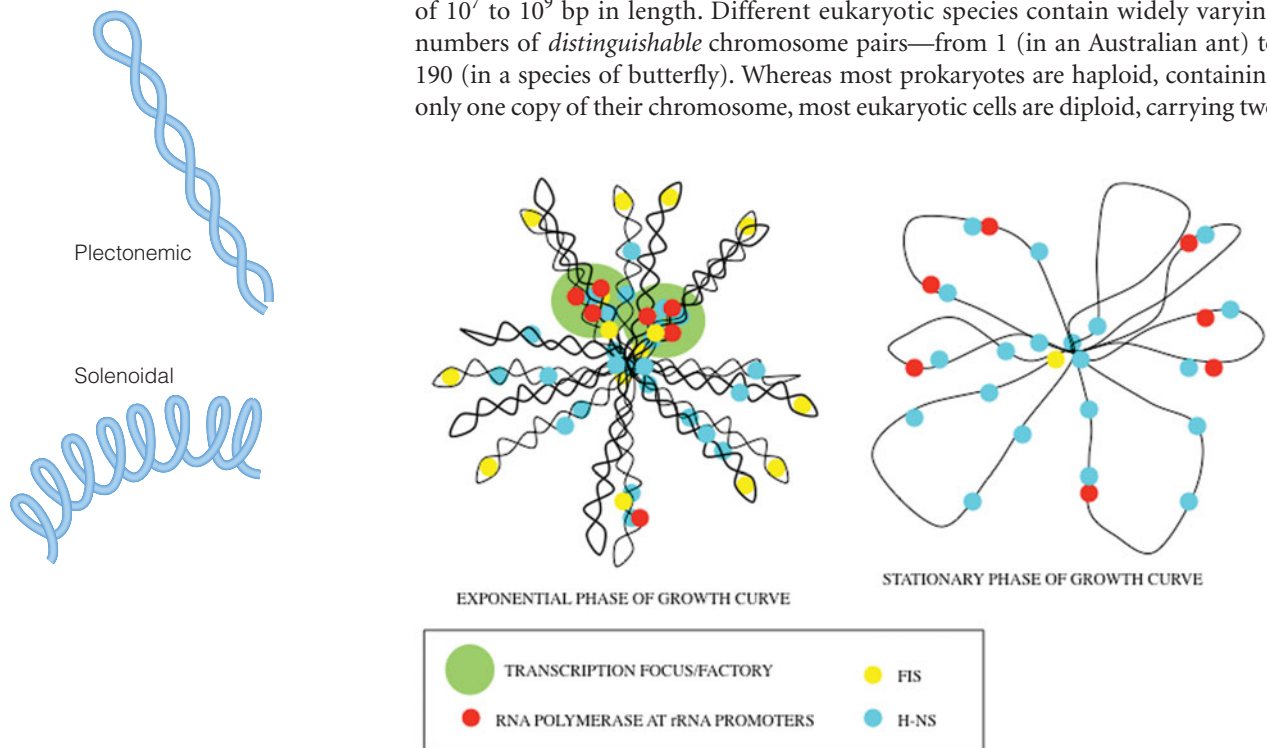 of 10⁷ to 10⁹ bp in length. Different eukaryotic species contain widely varying
numbers of distinguishable chromosome pairs—from 1 (in an Australian ant) to
190 (in a species of butterfly). Whereas most prokaryotes are haploid, containin
only one copy of their chromosome, most eukaryotic cells are diploid, carrying two
Plectonemic
Solenoidal
EXPONENTIAL PHASE OF GROWTH CURVE
STATIONARY PHASE OF GROWTH CURVE
TRANSCRIPTION FOCUS/FACTORY
FIS
RNA POLYMERASE AT rRNA PROMOTERS
H-NS